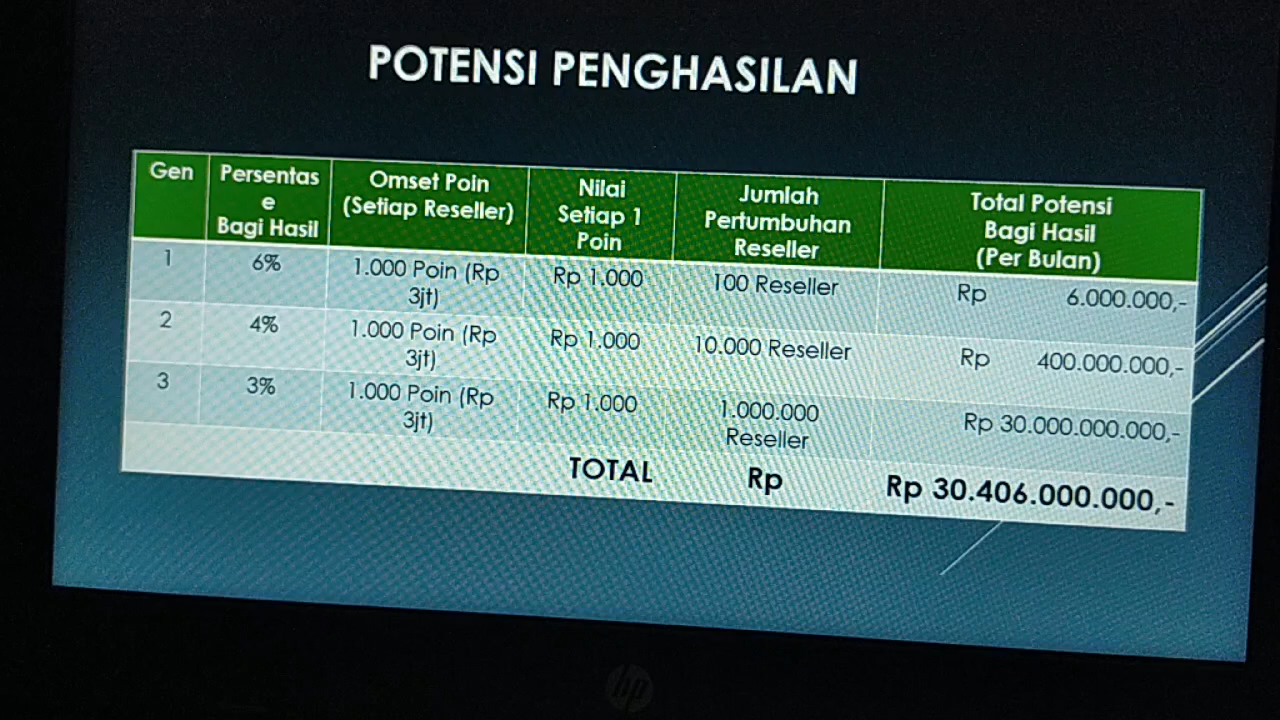 POTENSI PENGHASILAN
Gen
Persentas
e
Bagi Hasil
Omset Poin
(Setiap Reseller)
Nilai
Setiap 1
Poin
Jumlah
Pertumbuhan
Reseller
Total Potensi
Bagi Hasil
(Per Bulan)
1
6%
1.000 Poin (Rp
3jt)
Rp 1.000
100 Reseller
Rp 6.000.000,-
2
4%
1.000 Poin (Rp
3jt)
Rp 1.000
10.000 Reseller
Rp 400.000.000,-
3
3%
1.000 Poin (Rp
3jt)
Rp 1.000
1.000.000
Reseller
Rp 30.000.000.000,-
TOTAL Rp Rp 30.406.000.000,-
hp